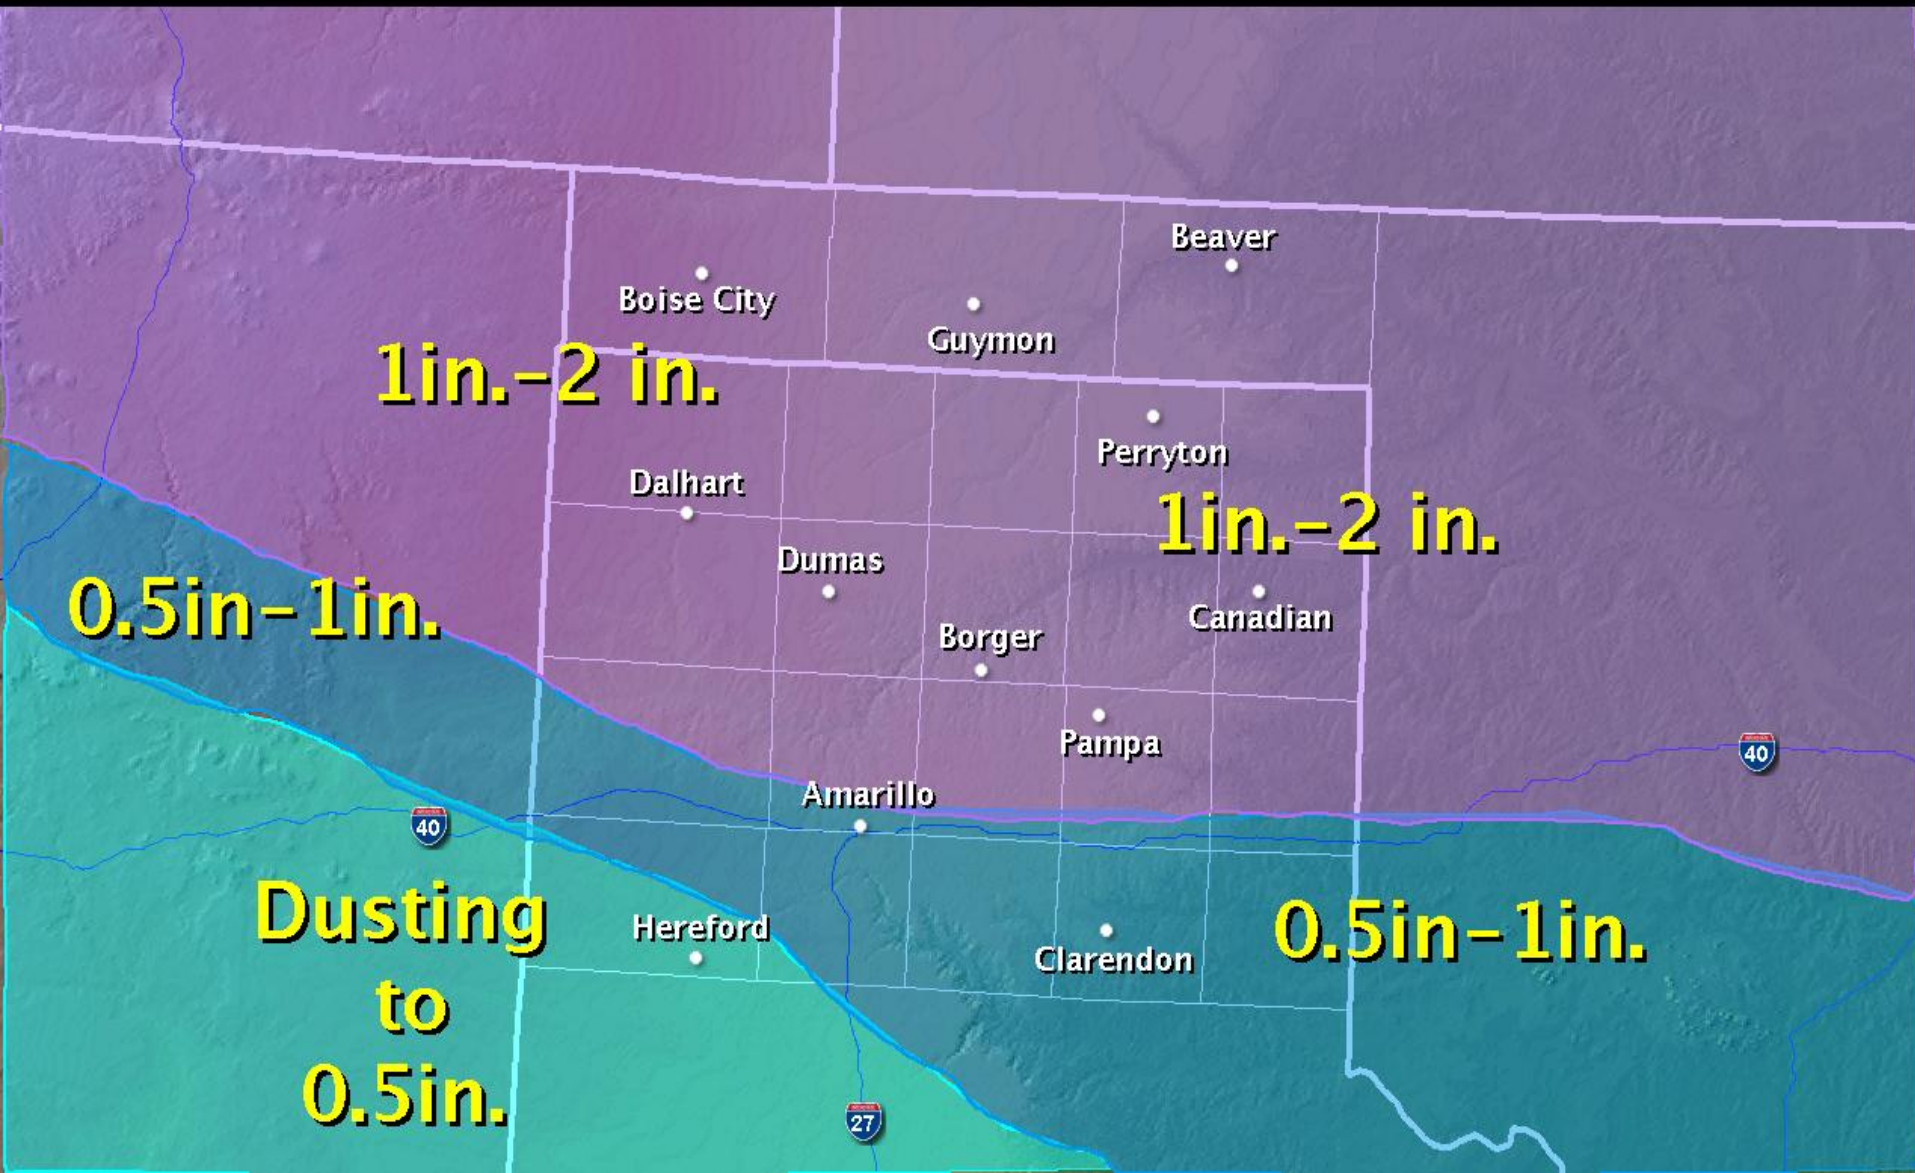 Beaver
Boise City
Guymon
1in.-2 in.
Perryton
Dalhart
1in.-2 in.
Dumas
0.5in-1in.
Canadian
Borger
Pampa
40
Amarillo
40
Dusting
to
0.5in.
Hereford
Clarendon
0.5in-1in.
27